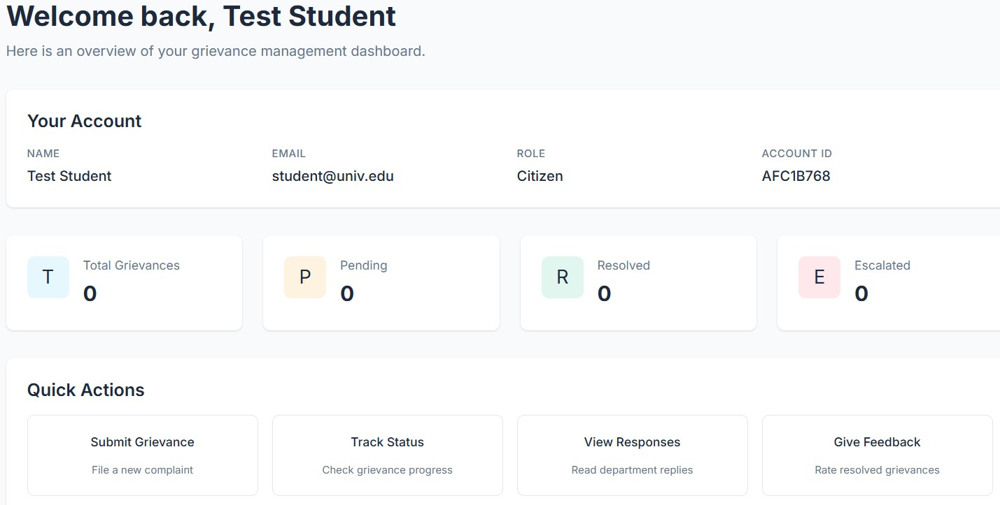 Welcome back, Test Student
Here is an overview of your grievance management dashboard.
Your Account
NAME EMAIL ROLE ACCOUNT ID
Test Student student@univ.edu Citizen AFC1B768
T Total Grievances P Pending R Resolved E Escalated
0 0 0 0
Quick Actions
Submit Grievance Track Status View Responses Give Feedback
File a new complaint Check grievance progress Read department replies Rate resolved grievances